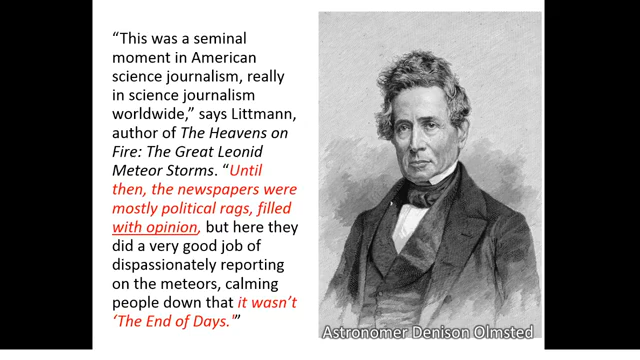 “This was a seminal
moment in American
science journalism, really
in science journalism
worldwide,” says Littmann,
author of The Heavens on
Fire: The Great Leonid
Meteor Storms. “Until
then, the newspapers were
mostly political rags, filled
with opinion, but here they
did a very good job of
dispassionately reporting
on the meteors, calming
people down that it wasn’t
‘The End of Days.'”
Astronomer Denison Olmsted